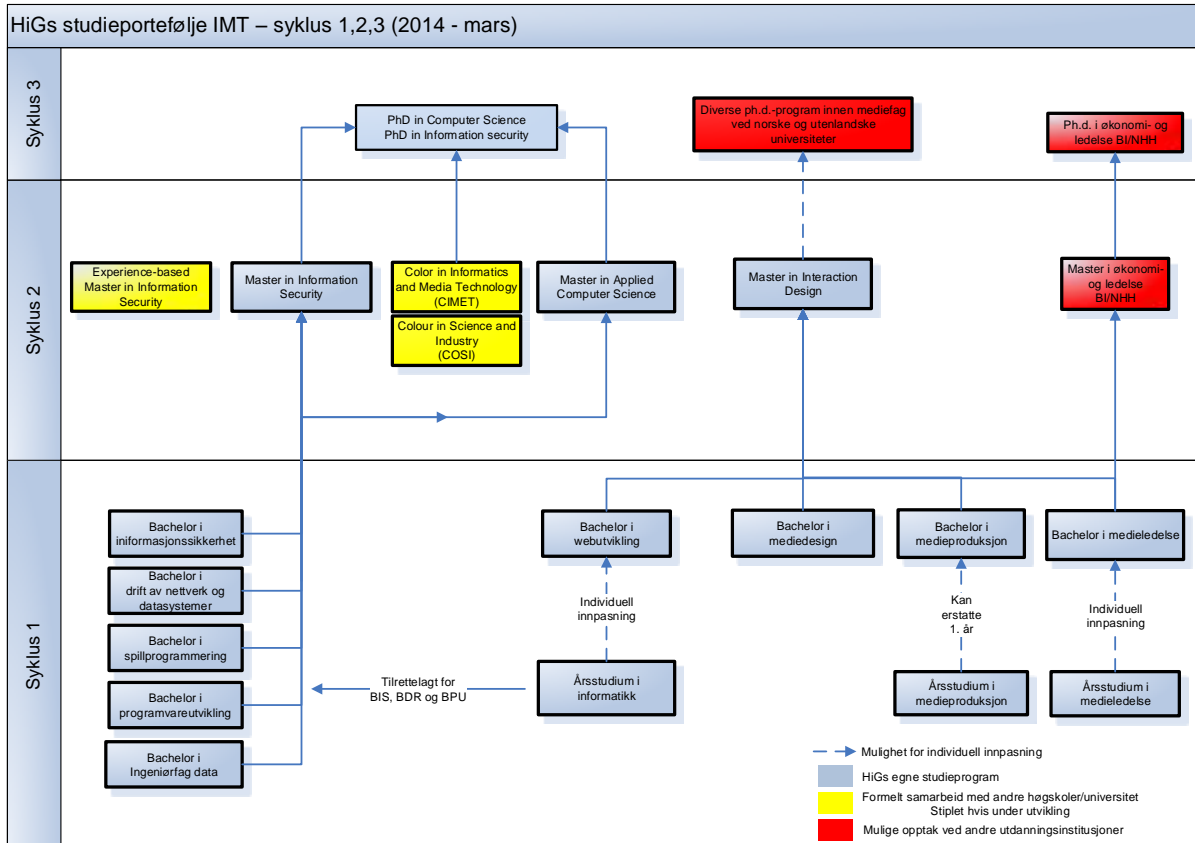 HiGs studieportefølje IMT – syklus 1,2,3 (2014 - mars)
Syklus 3
PhD in Computer Science
PhD in Information security
Diverse ph.d.-program innen mediefag
ved norske og utenlandske
universiteter
Ph.d. i økonomi- og
ledelse BI/NHH
Syklus 2
Experience-based
Master in Information
Security
Master in Information
Security
Color in Informatics
and Media Technology
(CIMET)
Colour in Science and
Industry
(COSI)
Master in Applied
Computer Science
Master in Interaction
Design
Master i økonomi-
og ledelse
BI/NHH
Syklus 1
Bachelor i
iniformasjonssikkerhet
Bachelor i
drift av nettverk og
datasystemer
Bachelor i
spillprogrammering
Bachelor i
programvareutvikling
Bachelor i
Ingeniørfag data
Tilrettelagt for
BIS, BDR og BPU
Bachelor i
webutvikling
Individuell
innpasning
Årsstudium i
informatikk
Bachelor i
mediedesign
Bachelor i
medieproduksjon
Kan
erstatte
1. år
Årsstudium i
medieproduksjon
Bachelor i medieledelse
Individuell
innpasning
Årsstudium i
medieledelse
Mulighet for individuell innpasning
HiGs egne studieprogram
Formelt samarbeid med andre høgskoler/universitet
Stiplet hvis under utvikling
Mulige opptak ved andre utdanningsinstitusjoner